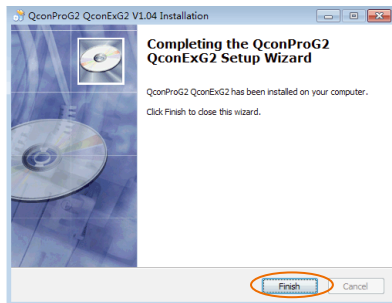 QconProG2 QconExG2 V1.04 Installation
Completing the QconProG2
QconExG2 Setup Wizard
QconProG2 QconExG2 has been installed on your computer.
Click Finish to close this wizard.
Finish
Cancel